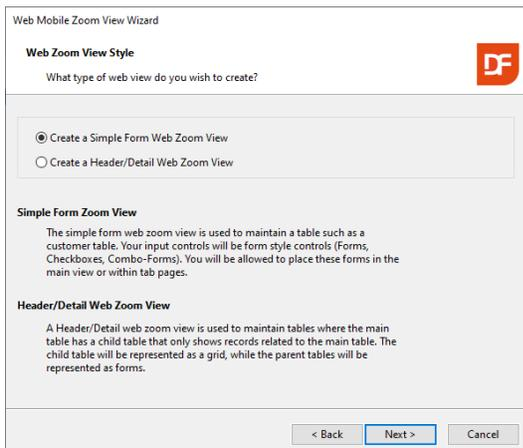 Web Mobile Zoom View Wizard
Web Zoom View Style
What type of web view do you wish to create?
DF
Create a Simple Form Web Zoom View
Create a Header/Detail Web Zoom View
Simple Form Zoom View
The simple form web zoom view is used to maintain a table such as a
customer table. Your input controls will be form style controls (Forms,
Checkboxes, Combo-Forms). You will be allowed to place these forms in the
main view or within tab pages.
Header/Detail Web Zoom View
A Header/Detail web zoom view is used to maintain tables where the main
table has a child table that only shows records related to the main table. The
child table will be represented as a grid, while the parent tables will be
represented as forms.
< Back
Next >
Cancel